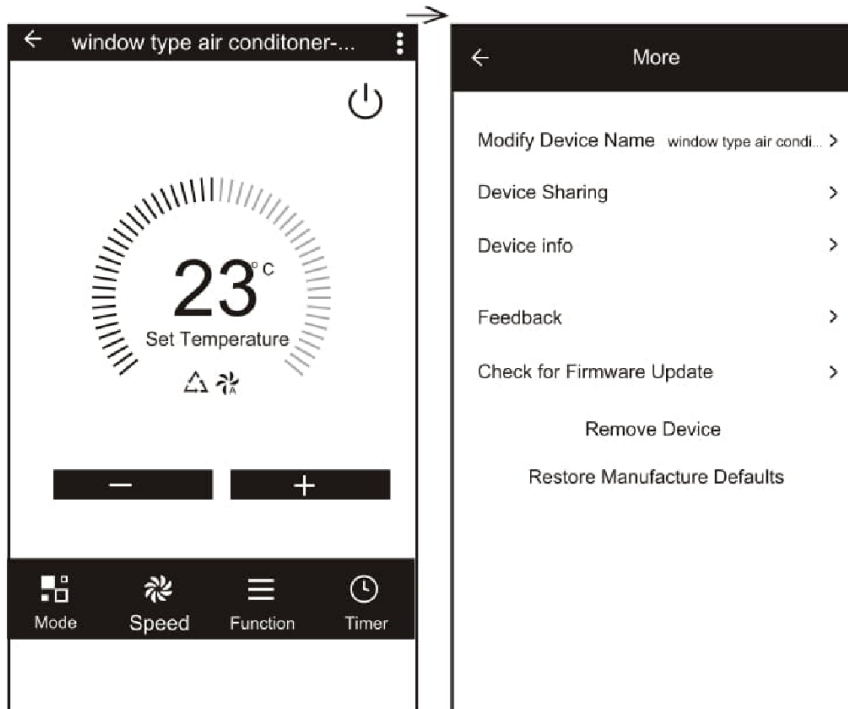 window type air conditoner-...
23°C
Set Temperature
A
Mode Speed Function Timer
More
Modify Device Name window type air condi...
Device Sharing
Device info
Feedback
Check for Firmware Update
Remove Device
Restore Manufacture Defaults